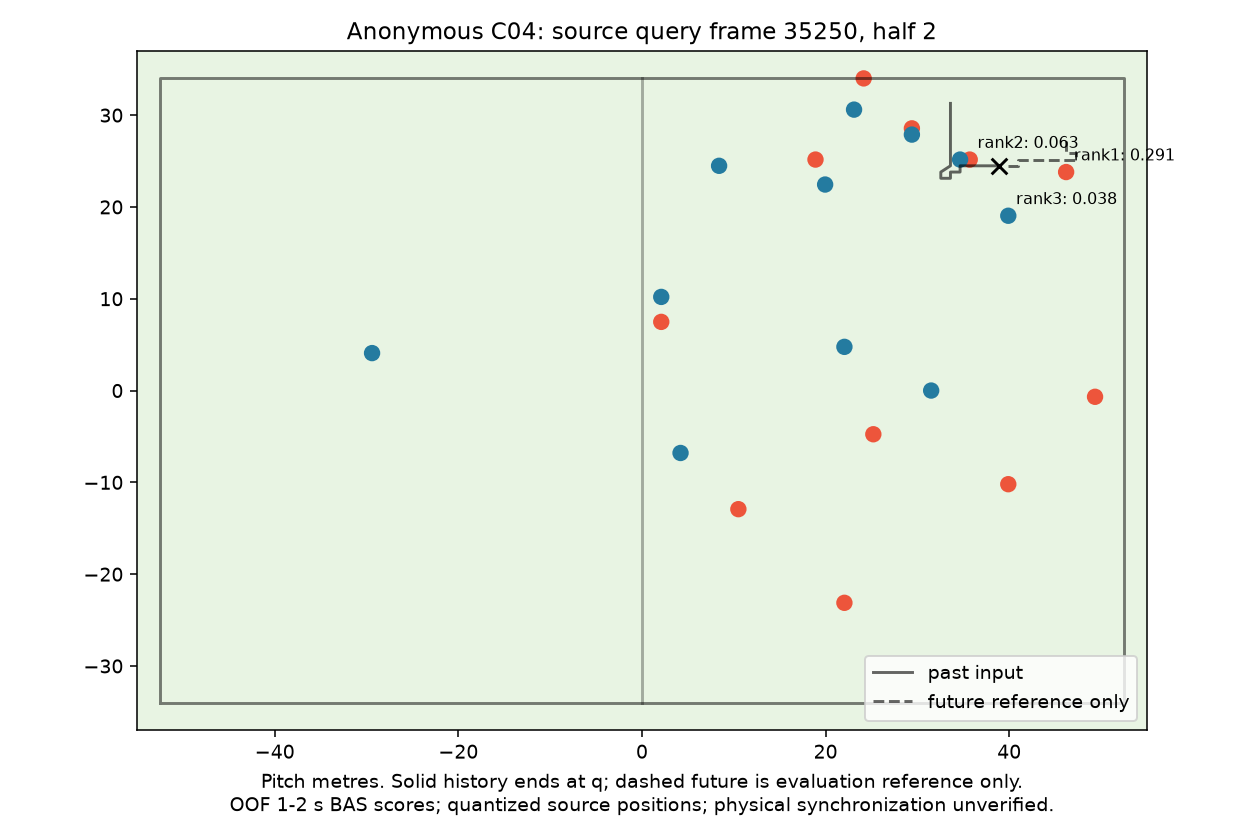 Anonymous C04: source query frame 35250, half 2
30
20
10
0
−10
−20
−30
rank2: 0.063
rank1: 0.291
rank3: 0.038
past input
future reference only
−40
−20
0
20
40
Pitch metres. Solid history ends at q; dashed future is evaluation reference only.
OOF 1-2 s BAS scores; quantized source positions; physical synchronization unverified.